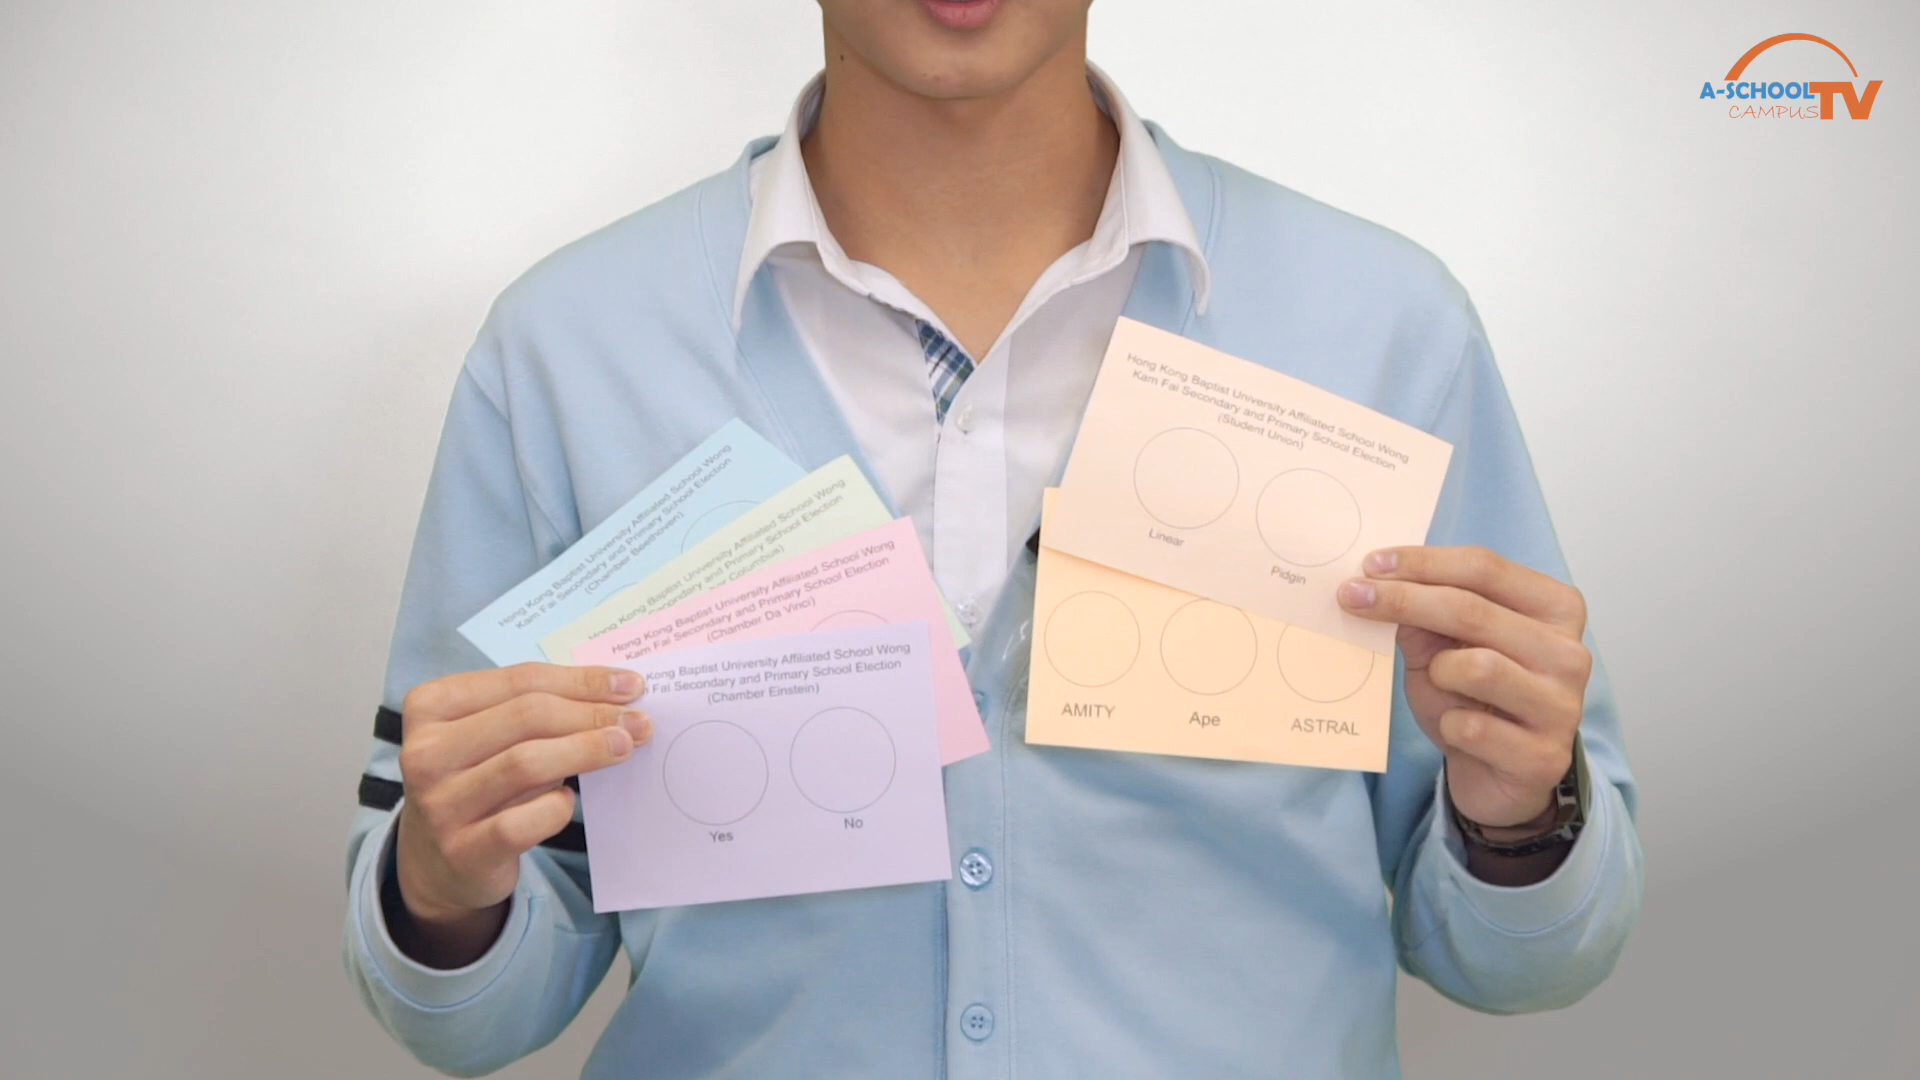 A-SCHOOL TV
CAMPUS
Hong Kong Baptist University Affiliated School Wong
Kam Fai Secondary and Primary School Election
(Student Union)
Linear
Pidgin
AMITY
Ape
ASTRAL
Hong Kong Baptist University Affiliated School Wong
Kam Fai Secondary and Primary School Election
(Chamber Beethoven)
Hong Kong Baptist University Affiliated School Wong
and Primary School Election
Columbus)
Hong Kong Baptist University Affiliated School Wong
Kam Fai Secondary and Primary School Election
(Chamber Da Vinci)
Kong Baptist University Affiliated School Wong
Fai Secondary and Primary School Election
(Chamber Einstein)
Yes
No